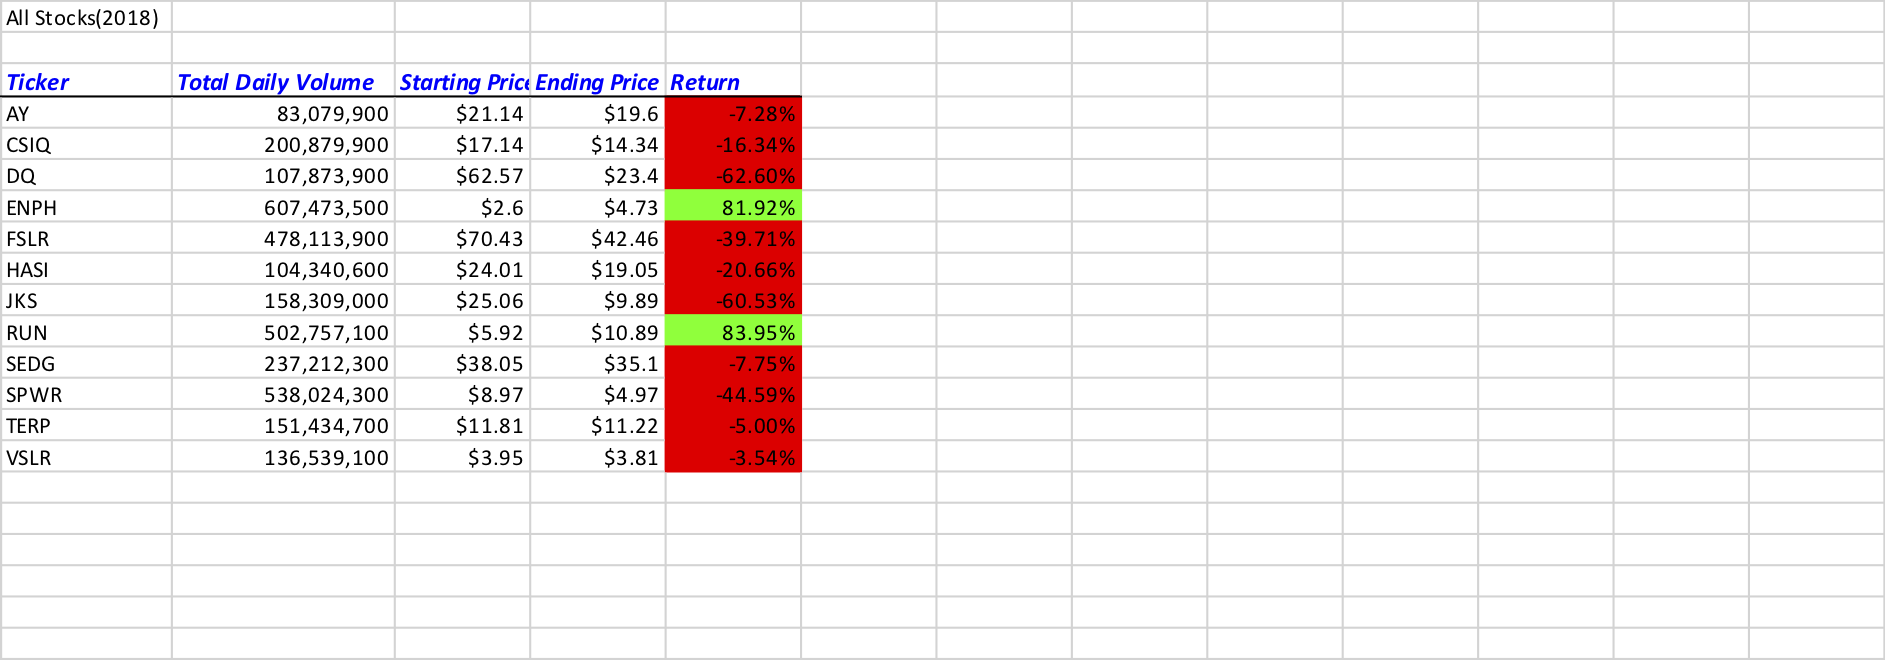 All Stocks(2018)
Ticker Total Daily Volume Starting Price Ending Price Return
AY 83,079,900 $21.14 $19.6 -7.28%
CSIQ 200,879,900 $17.14 $14.34 -16.34%
DQ 107,873,900 $62.57 $23.4 -62.60%
ENPH 607,473,500 $2.6 $4.73 81.92%
FSLR 478,113,900 $70.43 $42.46 -39.71%
HASI 104,340,600 $24.01 $19.05 -20.66%
JKS 158,309,000 $25.06 $9.89 -60.53%
RUN 502,757,100 $5.92 $10.89 83.95%
SEDG 237,212,300 $38.05 $35.1 -7.75%
SPWR 538,024,300 $8.97 $4.97 -44.59%
TERP 151,434,700 $11.81 $11.22 -5.00%
VSLR 136,539,100 $3.95 $3.81 -3.54%